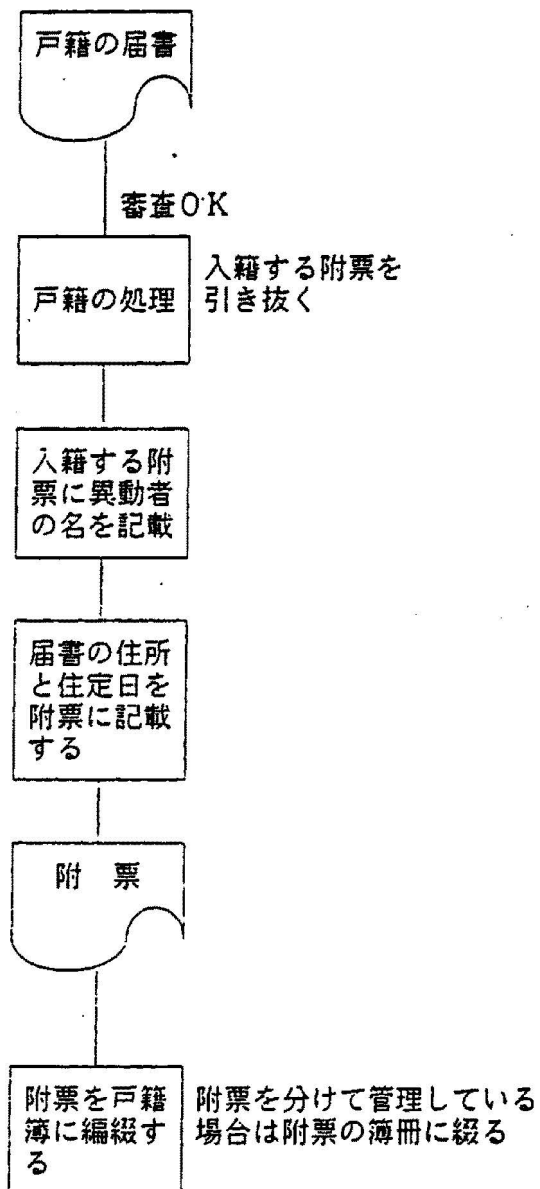 戸籍の届書
審査O·K
戸籍の処理
入籍する附票を
引き抜く
入籍する附
票に異動者
の名を記載
届書の住所
と住定日を
附票に記載
する
附　票
附票を戸籍
簿に編綴す
る
附票を分けて管理している
場合は附票の簿冊に綴る